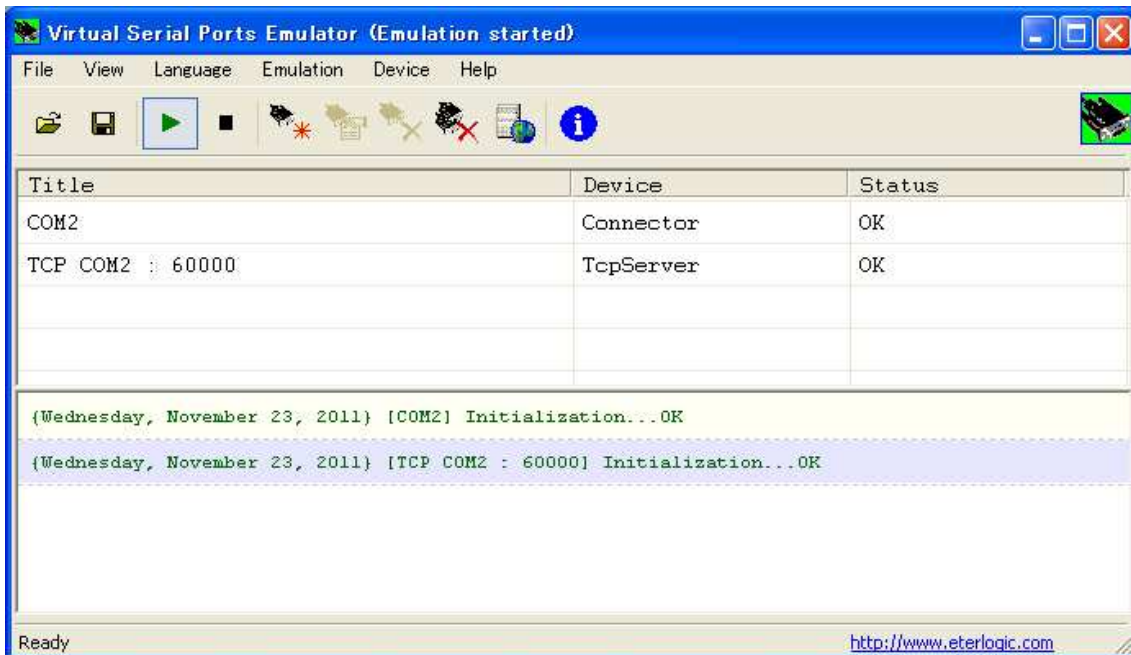 Virtual Serial Ports Emulator (Emulation started)
File View Language Emulation Device Help
Title Device Status
COM2 Connector OK
TCP COM2 : 60000 TcpServer OK
{Wednesday, November 23, 2011} [COM2] Initialization...OK
{Wednesday, November 23, 2011} [TCP COM2 : 60000] Initialization...OK
Ready http://www.eterlogic.com